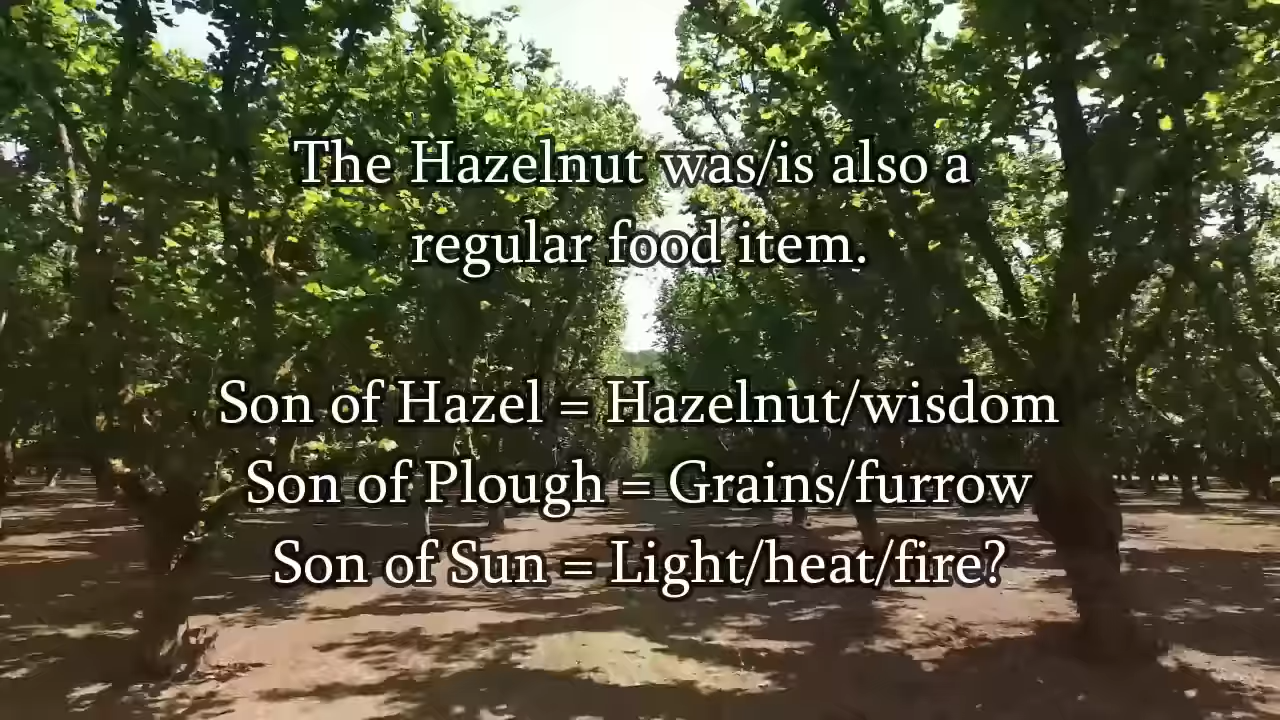 The Hazelnut was/is also a
regular food item.
Son of Hazel = Hazelnut/wisdom
Son of Plough = Grains/furrow
Son of Sun = Light/heat/fire?